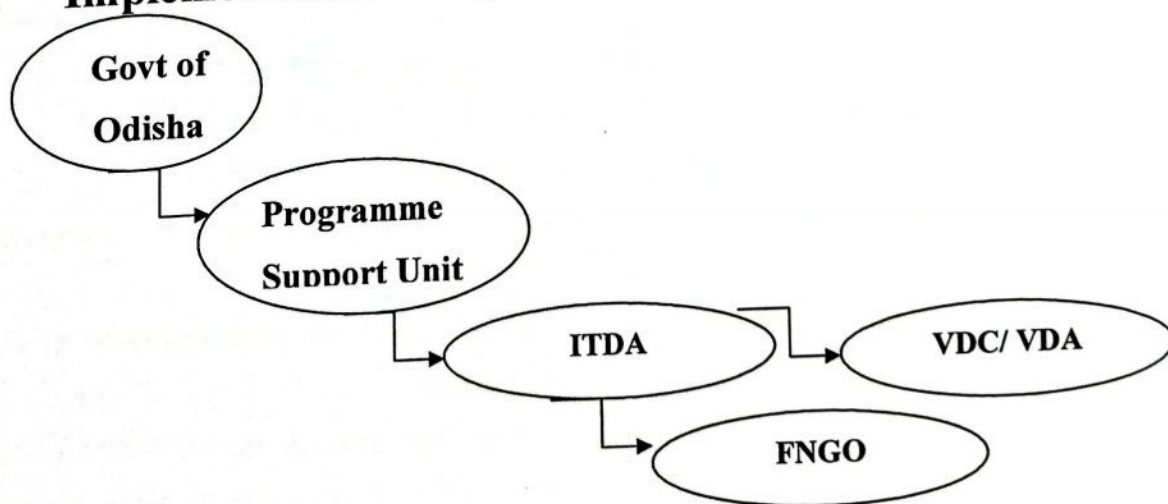 Govt of
Odisha
Programme
Support Unit
ITDA
VDC/ VDA
FNGO